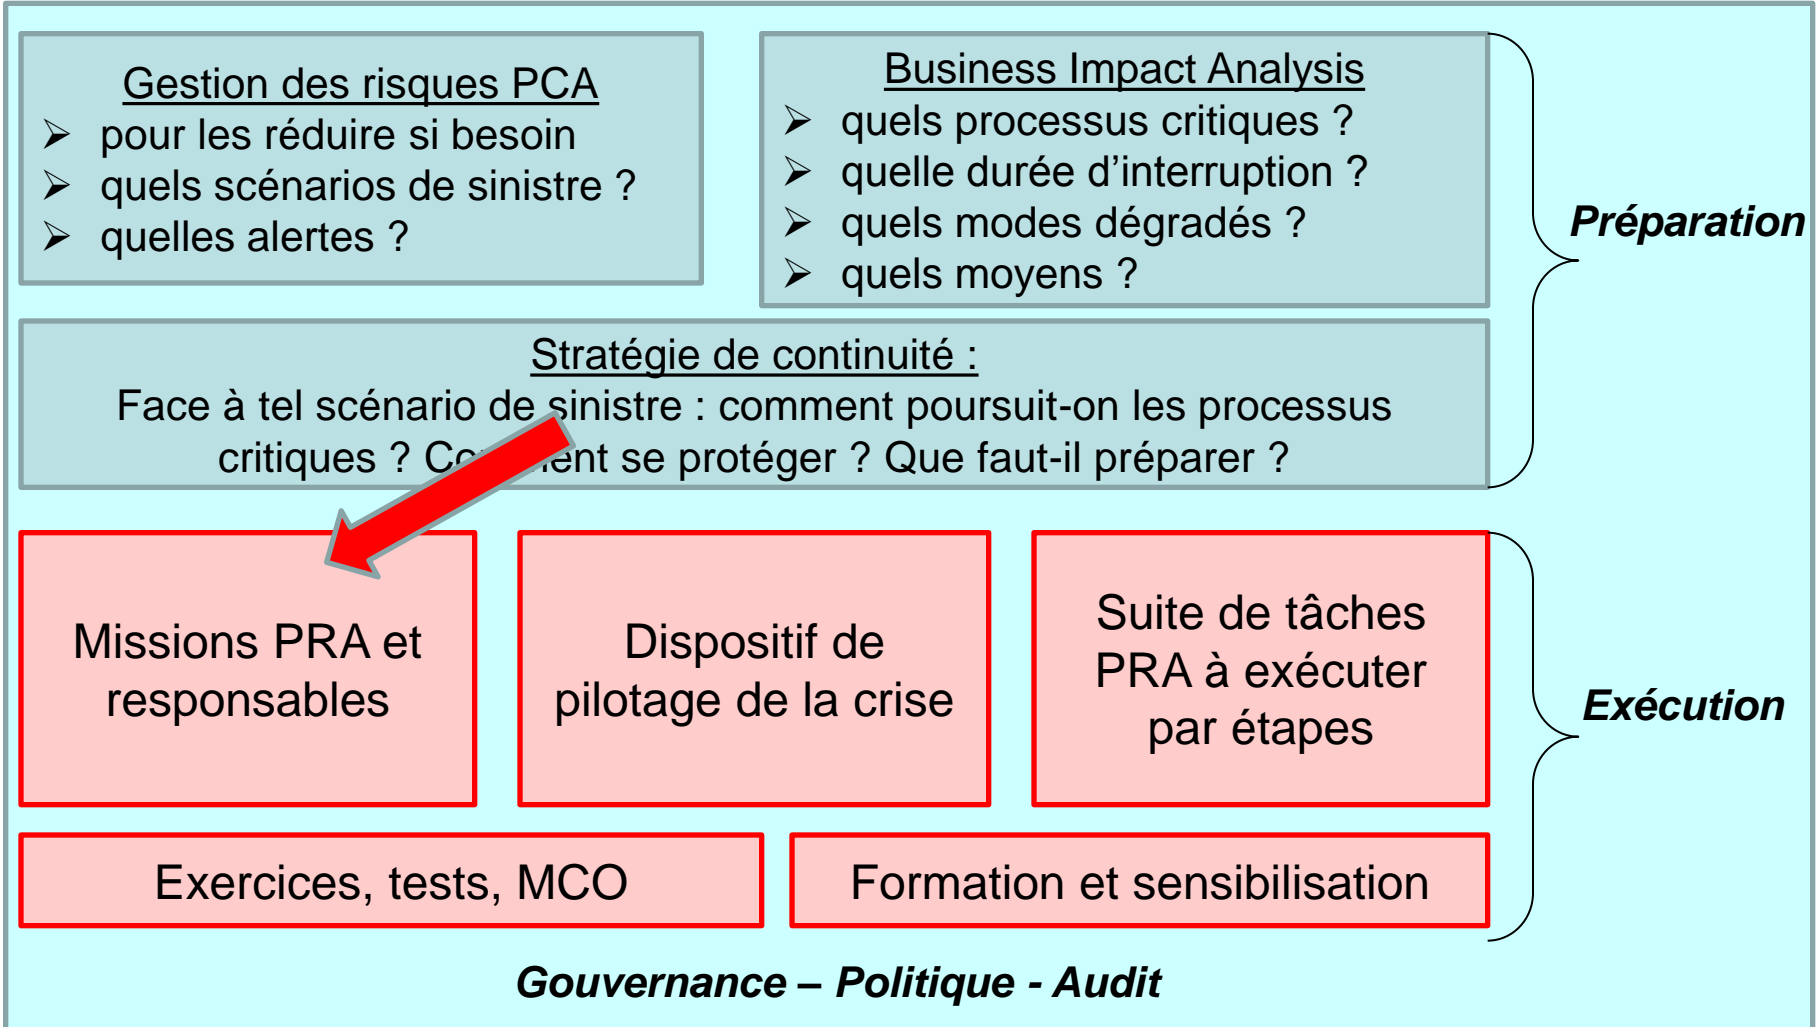 Gestion des risques PCA
➢ pour les réduire si besoin
➢ quels scénarios de sinistre ?
➢ quelles alertes ?
Business Impact Analysis
➢ quels processus critiques ?
➢ quelle durée d’interruption ?
➢ quels modes dégradés ?
➢ quels moyens ?
Préparation
Stratégie de continuité :
Face à tel scénario de sinistre : comment poursuit-on les processus
critiques ? Comment se protéger ? Que faut-il préparer ?
Missions PRA et
responsables
Dispositif de
pilotage de la crise
Suite de tâches
PRA à exécuter
par étapes
Exécution
Exercices, tests, MCO
Formation et sensibilisation
Gouvernance – Politique - Audit